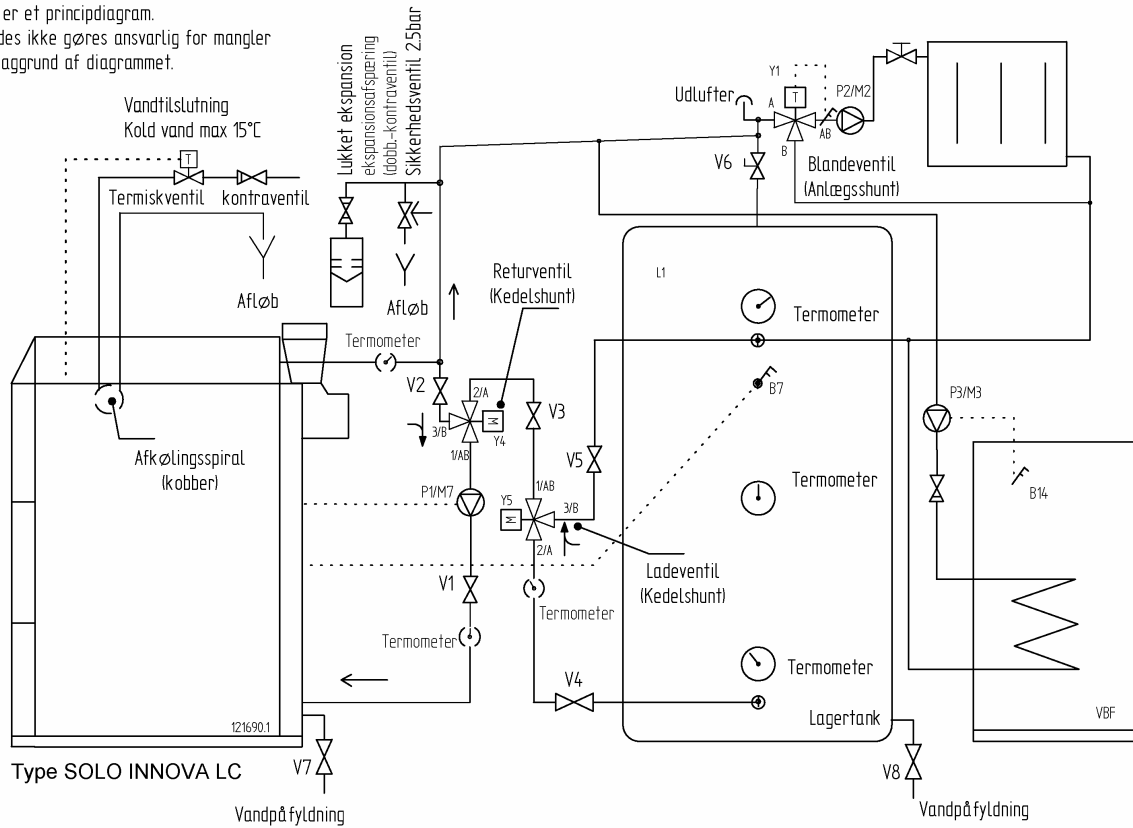 er et principdiagram.
des ikke gøres ansvarlig for mangler
aggrund af diagrammet.
Vandtilslutning
Kold vand max 15°C
T
Termiskventil
kontraventil
Afløb
Lukket ekspansion
ekspansionsafspæring
(dobb.-kontraventil)
Sikkerhedsventil 2.5bar
Afløb
Returventil
(Kedelshunt)
Termometer
V2
2/A
3/B
M
Y4
1/AB
V3
V5
P1/M7
Y5
M
1/AB
3/B
2/A
V1
Termometer
Termometer
V4
Ladeventil
(Kedelshunt)
Afkølingsspiral
(kobber)
121690.1
Type SOLO INNOVA LC
V7
Vandpåfyldning
Udlufter
Y1
T
A
AB
B
P2/M2
V6
Blandeventil
(Anlægsshunt)
L1
Termometer
B7
Termometer
Termometer
Lagertank
V8
Vandpåfyldning
P3/M3
B14
VBF